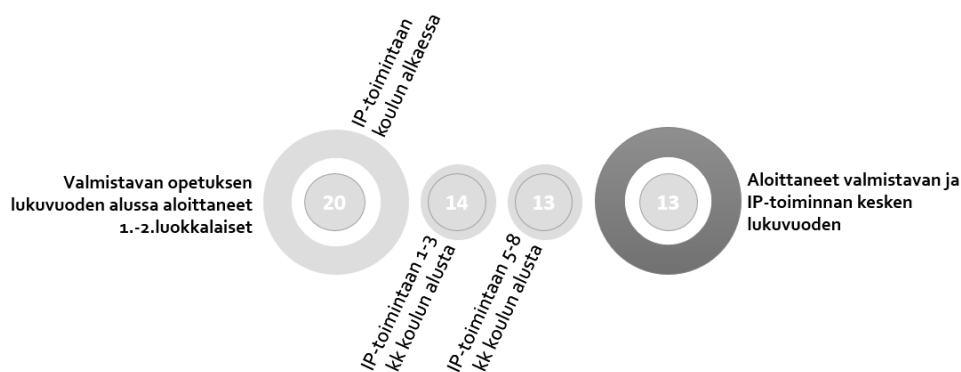 IP-toimintaan
koulun alkaessa
Valmistavan opetuksen
lukuvuoden alussa aloittaneet
1.-2.luokkalaiset
20
14
13
13
Aloittaneet valmistavan ja
IP-toiminnan kesken
lukuvuoden
IP-toimintaan 1-3
kk koulun alusta
IP-toimintaan 5-8
kk koulun alusta